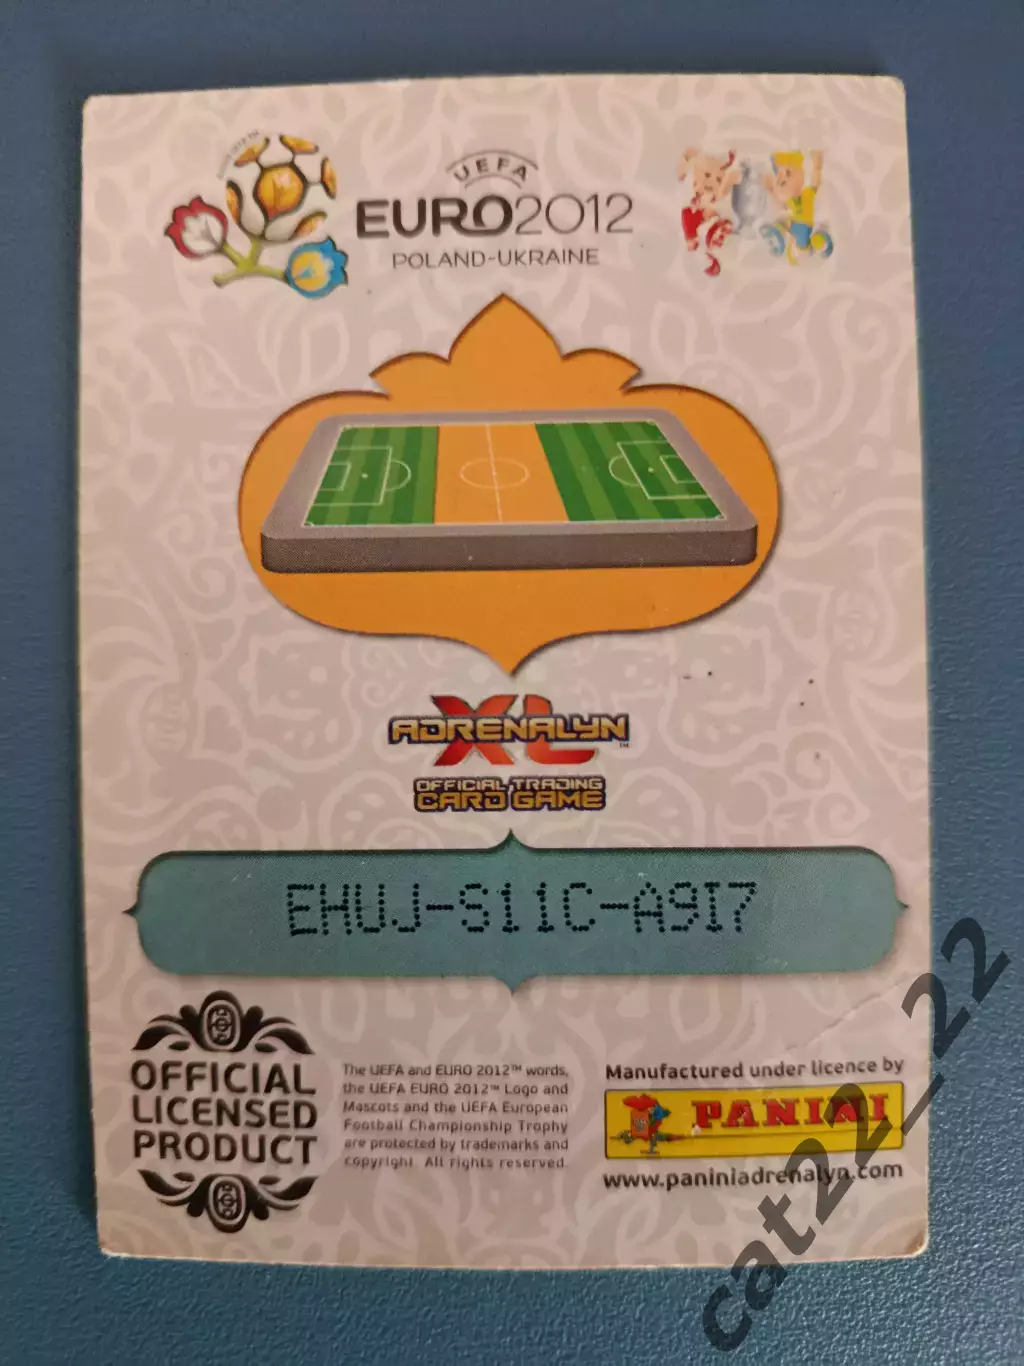 UEFA
EURO2012
POLAND-UKRAINE
ADRENALYN
XL™
OFFICIAL TRADING
CARD GAME
EHUJ-S11C-A9I7
OFFICIAL
LICENSED
PRODUCT
The UEFA and EURO 2012™ words,
the UEFA EURO 2012™ Logo and
Mascots and the UEFA European
Football Championship Trophy
are protected by trademarks and
copyright. All rights reserved.
Manufactured under licence by
PANINI
www.paniniadrenalyn.com
cat22_22